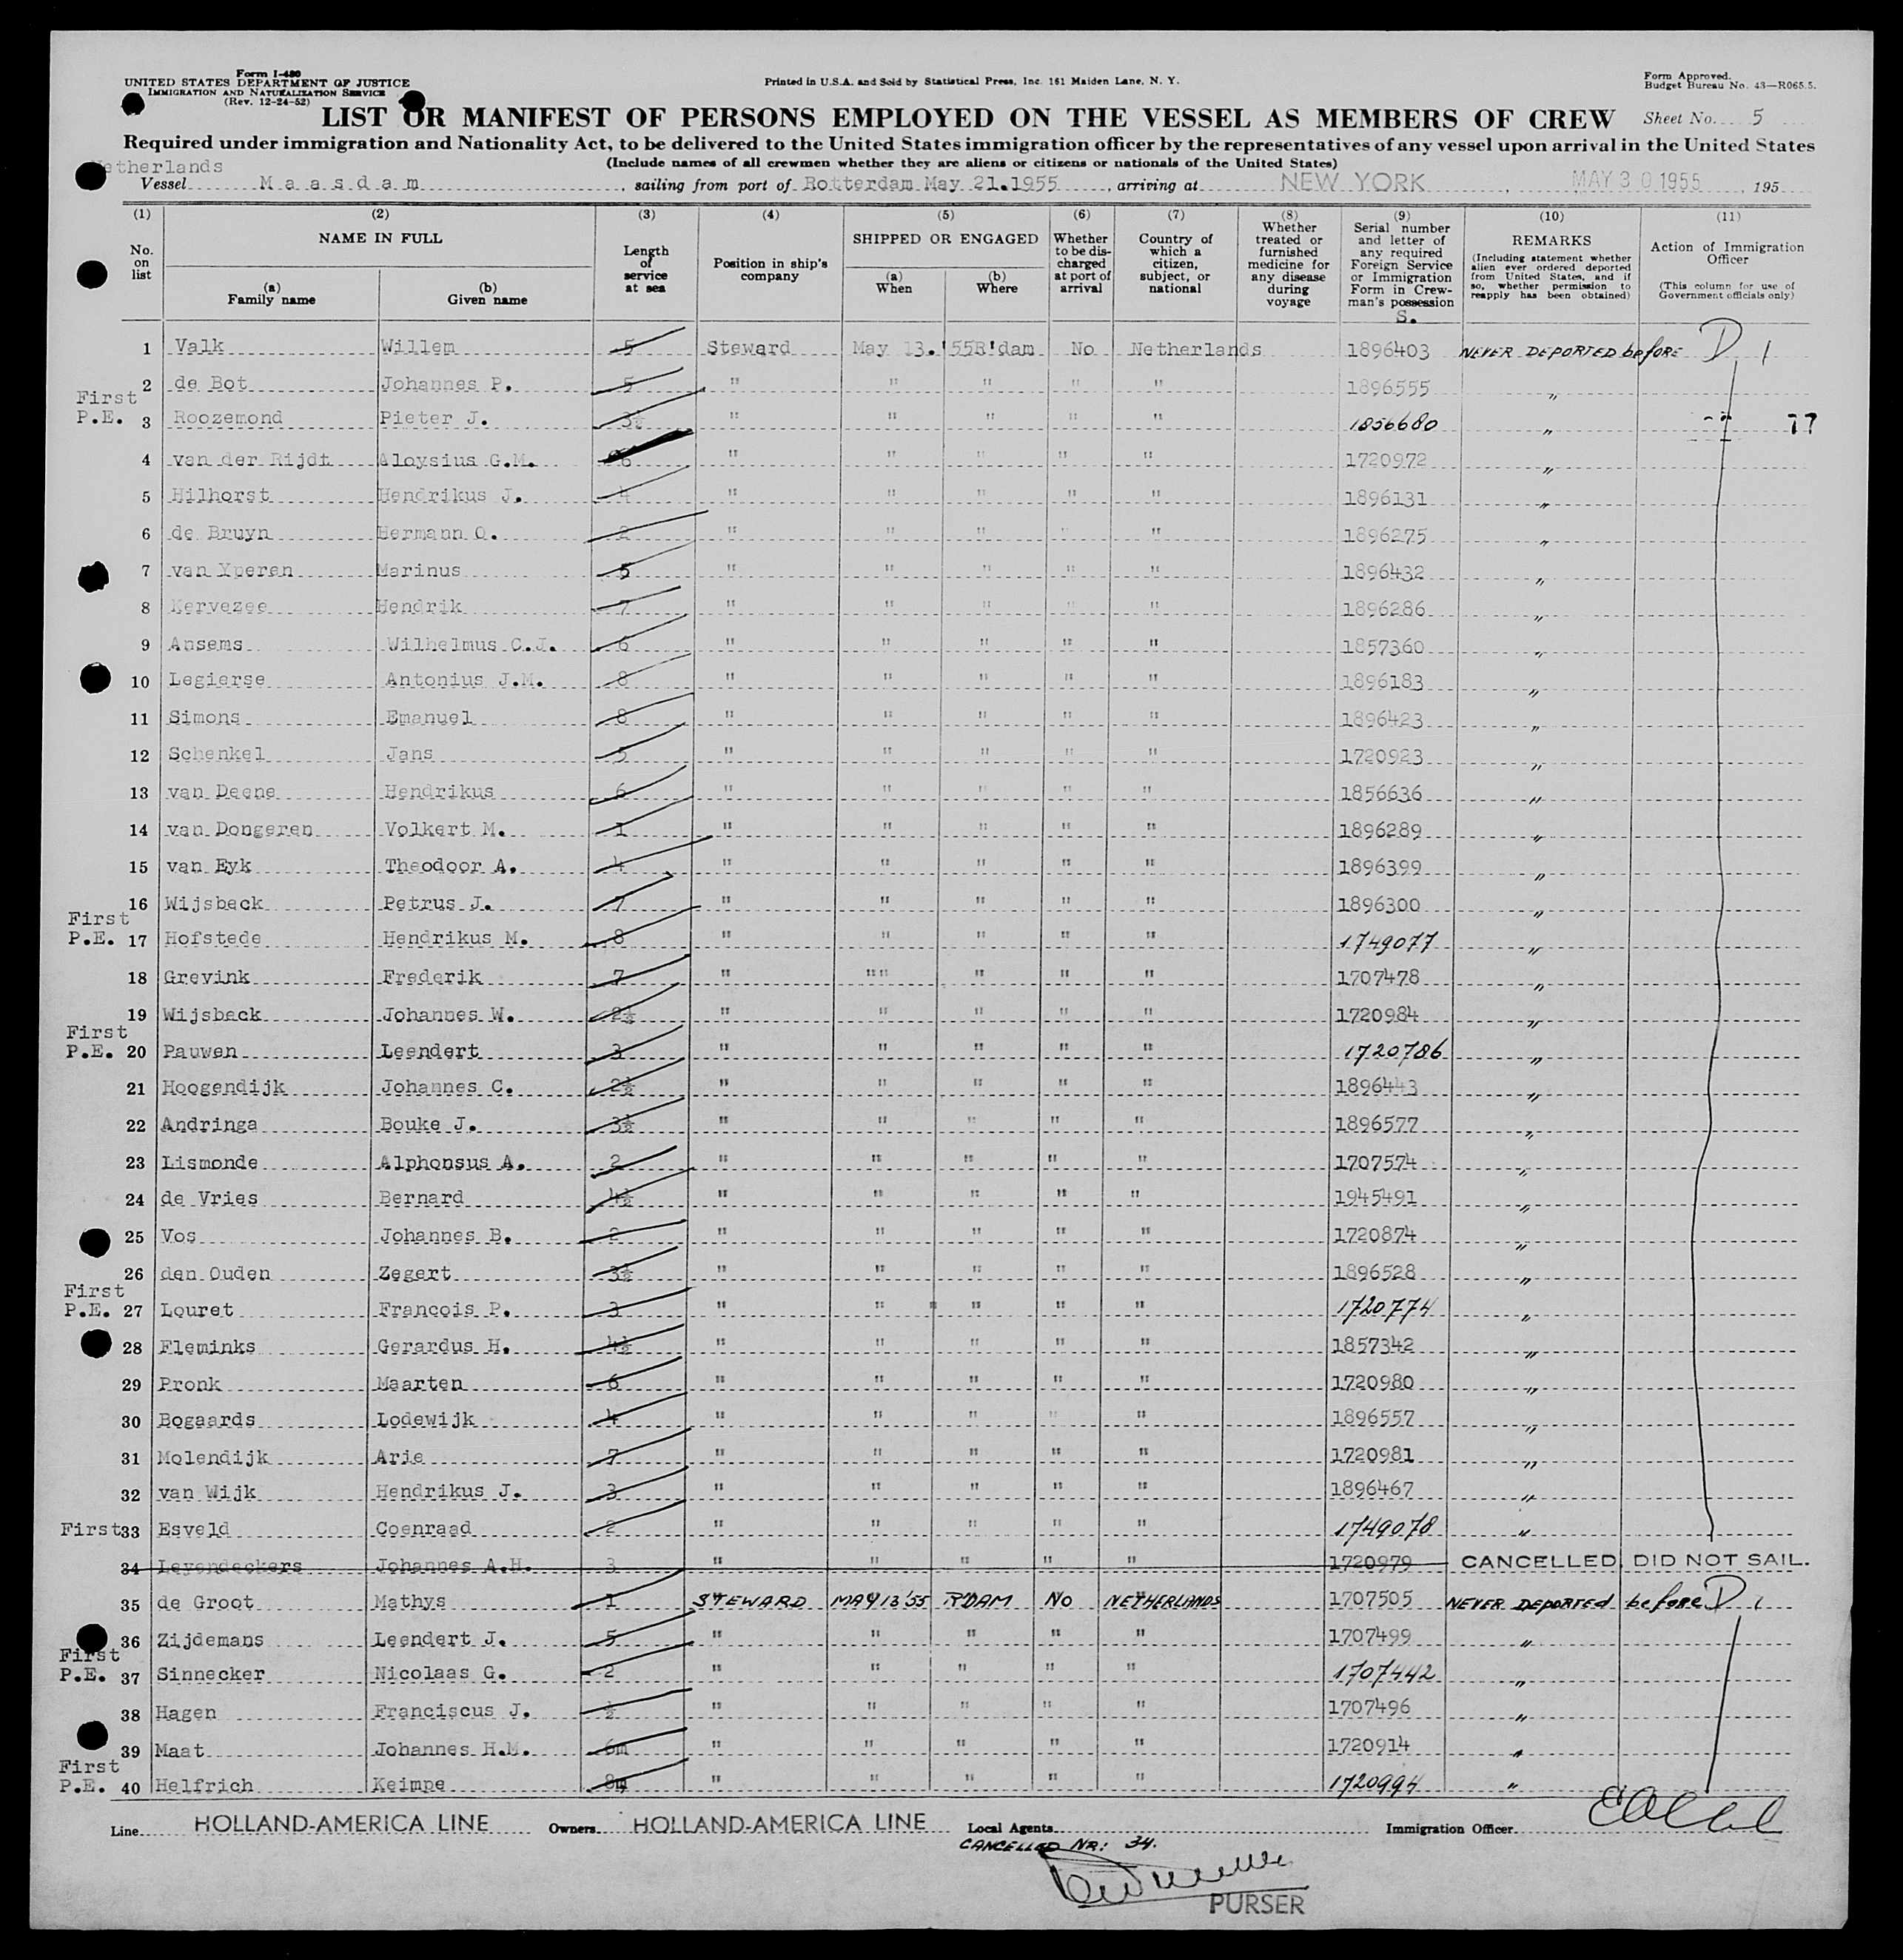 Form I-480
UNITED STATES DEPARTMENT OF JUSTICE
IMMIGRATION AND NATURALIZATION SERVICE
(Rev. 12-24-52)
Printed in U.S.A. and Sold by Statistical Press, Inc. 161 Maiden Lane, N. Y.
Form Approved.
Budget Bureau No. 43—R065.5.
LIST OR MANIFEST OF PERSONS EMPLOYED ON THE VESSEL AS MEMBERS OF CREW
Sheet No. 5
Required under immigration and Nationality Act, to be delivered to the United States immigration officer by the representatives of any vessel upon arrival in the United States
(Include names of all crewmen whether they are aliens or citizens or nationals of the United States)
Netherlands
Vessel Maasdam, sailing from port of Rotterdam May 21.1955, arriving at NEW YORK, MAY 30 1955, 195
(1) (2) (3) (4) (5) (6) (7) (8) (9) (10) (11)
No. on list NAME IN FULL (a) Family name (b) Given name Length of service at sea Position in ship's company SHIPPED OR ENGAGED (a) When (b) Where Whether to be discharged at port of arrival Country of which a citizen, subject, or national Whether treated or furnished medicine for any disease during voyage Serial number and letter of any required Foreign Service or Immigration Form in Crewman's possession REMARKS (Including statement whether alien ever ordered deported from United States, and if so, whether permission to reapply has been obtained) Action of Immigration Officer (This column for use of Government officials only)
S.
1 Valk Willem 5 Steward May 13.'55 R'dam No Netherlands 1896403 NEVER DEPORTED before D 1
2 de Bot Johannes P. 5 " " " " " 1896555 "
First P.E. 3 Roozemond Pieter J. 3½ " " " " " 1856680 " 77
4 van der Rijdt Aloysius G.M. 6 " " " " " 1720972 "
5 Hilhorst Hendrikus J. 4 " " " " " 1896131 "
6 de Bruyn Hermann O. 2 " " " " " 1896275 "
7 van Yperen Marinus 5 " " " " " 1896432 "
8 Kervezee Hendrik 7 " " " " " 1896286 "
9 Ansems Wilhelmus C.J. 6 " " " " " 1857360 "
10 Legierse Antonius J.M. 8 " " " " " 1896183 "
11 Simons Emanuel 8 " " " " " 1896423 "
12 Schenkel Jans 5 " " " " " 1720923 "
13 van Deene Hendrikus 6 " " " " " 1856636 "
14 van Dongeren Volkert M. 1 " " " " " 1896289 "
15 van Eyk Theodoor A. 4 " " " " " 1896399 "
16 Wijsbeck Petrus J. 7 " " " " " 1896300 "
First P.E. 17 Hofstede Hendrikus M. 8 " " " " " 1749077 "
18 Grevink Frederik 7 " "" " " " 1707478 "
19 Wijsbeck Johannes W. 2½ " " " " " 1720984 "
First P.E. 20 Pauwen Leendert 3 " " " " " 1720786 "
21 Hoogendijk Johannes C. 2½ " " " " " 1896443 "
22 Andringa Bouke J. 3½ " " " " " 1896577 "
23 Lismonde Alphonsus A. 2 " " " " " 1707574 "
24 de Vries Bernard 4½ " " " " " 1945491 "
25 Vos Johannes B. 2 " " " " " 1720874 "
26 den Ouden Zegert 3½ " " " " " 1896528 "
First P.E. 27 Louret Francois P. 3 " " " " " 1720774 "
28 Fleminks Gerardus H. 4½ " " " " " 1857342 "
29 Pronk Maarten 6 " " " " " 1720980 "
30 Bogaards Lodewijk 4 " " " " " 1896557 "
31 Molendijk Arie 7 " " " " " 1720981 "
32 van Wijk Hendrikus J. 3 " " " " " 1896467 "
First 33 Esveld Coenraad 2 " " " " " 1749078 "
34 Leyendeckers Johannes A.H. 3 " " " " " 1720979 CANCELLED, DID NOT SAIL.
35 de Groot Mathys 1 STEWARD MAY 13 '55 R'DAM No NETHERLANDS 1707505 NEVER DEPORTED before D 1
36 Zijdemans Leendert J. 5 " " " " " 1707499 "
First P.E. 37 Sinnecker Nicolaas G. 2 " " " " " 1707442 "
38 Hagen Franciscus J. ½ " " " " " 1707496 "
39 Maat Johannes H.M. 6m " " " " " 1720914 "
First P.E. 40 Helfrich Keimpe 8m " " " " " 1720994 "
Line HOLLAND-AMERICA LINE Owners HOLLAND-AMERICA LINE Local Agents Immigration Officer
CANCELLED NR: 34.
PURSER